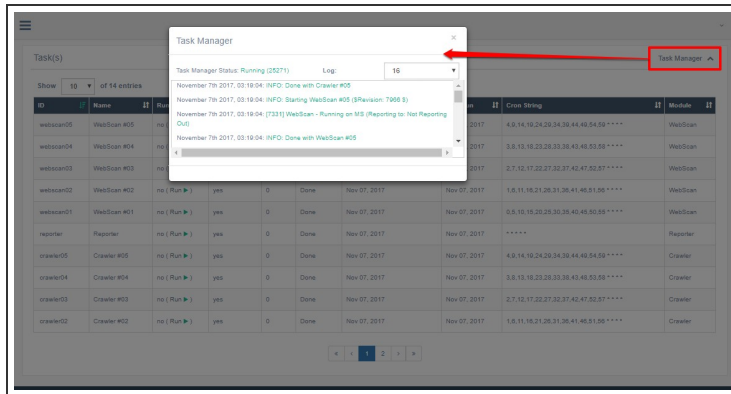 Task Manager
×
Task(s)
Task Manager
Task Manager Status: Running (25271) Log: 16
November 7th 2017, 03:19:04: INFO: Done with Crawler #05
November 7th 2017, 03:19:04: INFO: Starting WebScan #05 ($Revision: 7966 $)
November 7th 2017, 03:19:04: [7331] WebScan - Running on MS (Reporting to: Not Reporting
Out)
November 7th 2017, 03:19:04: INFO: Done with WebScan #05
Show 10 of 14 entries
ID Name Run un Cron String Module
webscan05 WebScan #05 no 2017 4,9,14,19,24,29,34,39,44,49,54,59 * * * * WebScan
webscan04 WebScan #04 no 2017 3,8,13,18,23,28,33,38,43,48,53,58 * * * * WebScan
webscan03 WebScan #03 no 2017 2,7,12,17,22,27,32,37,42,47,52,57 * * * * WebScan
webscan02 WebScan #02 no ( Run ) yes 0 Done Nov 07, 2017 Nov 07, 2017 1,6,11,16,21,26,31,36,41,46,51,56 * * * * WebScan
webscan01 WebScan #01 no ( Run ) yes 0 Done Nov 07, 2017 Nov 07, 2017 0,5,10,15,20,25,30,35,40,45,50,55 * * * * WebScan
reporter Reporter no ( Run ) yes 0 Done Nov 07, 2017 Nov 07, 2017 * * * * * Reporter
crawler05 Crawler #05 no ( Run ) yes 0 Done Nov 07, 2017 Nov 07, 2017 4,9,14,19,24,29,34,39,44,49,54,59 * * * * Crawler
crawler04 Crawler #04 no ( Run ) yes 0 Done Nov 07, 2017 Nov 07, 2017 3,8,13,18,23,28,33,38,43,48,53,58 * * * * Crawler
crawler03 Crawler #03 no ( Run ) yes 0 Done Nov 07, 2017 Nov 07, 2017 2,7,12,17,22,27,32,37,42,47,52,57 * * * * Crawler
crawler02 Crawler #02 no ( Run ) yes 0 Done Nov 07, 2017 Nov 07, 2017 1,6,11,16,21,26,31,36,41,46,51,56 * * * * Crawler
« ‹ 1 2 › »